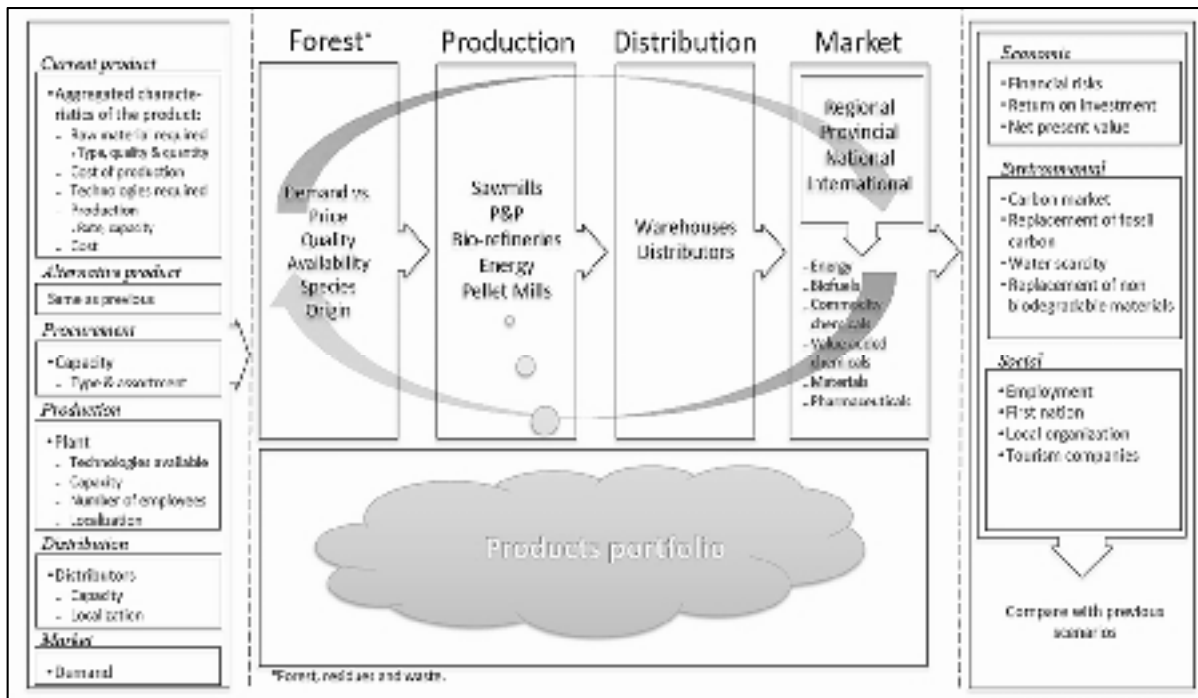 Current product
•Aggregated characte-
ristics of the product:
- Raw material required
•Type, quality & quantity
- Cost of production
- Technologies required
- Production
•Rate, capacity
- Cost
Alternative product
Same as previous
Procurement
•Capacity
- Type & assortment
Production
•Plant
- Technologies available
- Capacity
- Number of employees
- Localization
Distribution
•Distributors
- Capacity
- Localization
Market
•Demand
Forest*
Demand vs.
Price
Quality
Availability
Species
Origin
Production
Sawmills
P&P
Bio-refineries
Energy
Pellet Mills
Distribution
Warehouses
Distributors
Market
Regional
Provincial
National
International
- Energy
- Biofuels
- Commodity
chemicals
- Value added
chemicals
- Materials
- Pharmaceuticals
Products portfolio
*Forest, residues and waste.
Economic
•Financial risks
•Return on Investment
•Net present value
•Carbon market
•Replacement of fossil
carbon
•Water scarcity
•Replacement of non
biodegradable materials
Social
•Employment
•First nation
•Local organization
•Tourism companies
Compare with previous
scenarios